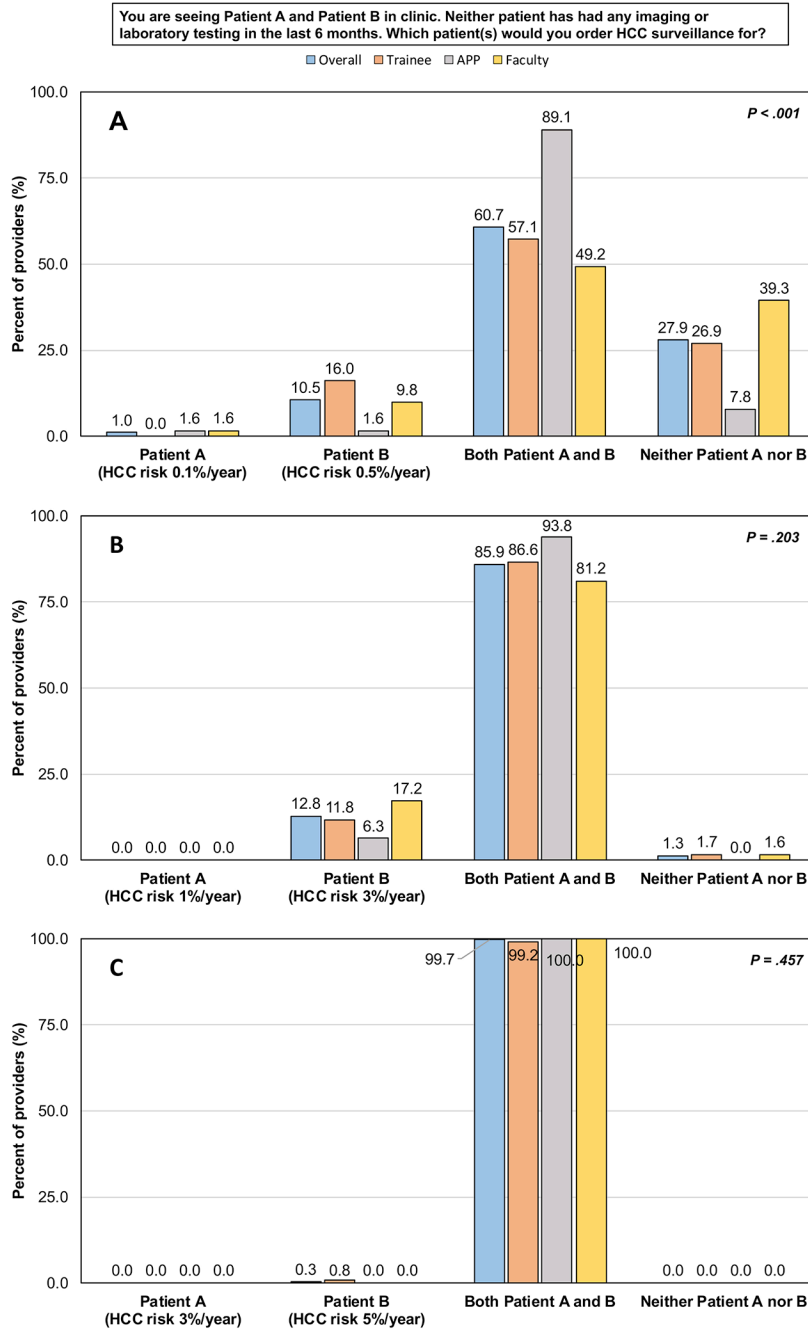 You are seeing Patient A and Patient B in clinic. Neither patient has had any imaging or
laboratory testing in the last 6 months. Which patient(s) would you order HCC surveillance for?
Overall Trainee APP Faculty
A
P < .001
Percent of providers (%)
100.0
75.0
50.0
25.0
0.0
1.0 0.0 1.6 1.6
10.5 16.0 1.6 9.8
60.7 57.1 89.1 49.2
27.9 26.9 7.8 39.3
Patient A
(HCC risk 0.1%/year)
Patient B
(HCC risk 0.5%/year)
Both Patient A and B
Neither Patient A nor B
B
P = .203
Percent of providers (%)
100.0
75.0
50.0
25.0
0.0
0.0 0.0 0.0 0.0
12.8 11.8 6.3 17.2
85.9 86.6 93.8 81.2
1.3 1.7 0.0 1.6
Patient A
(HCC risk 1%/year)
Patient B
(HCC risk 3%/year)
Both Patient A and B
Neither Patient A nor B
C
P = .457
Percent of providers (%)
100.0
75.0
50.0
25.0
0.0
0.0 0.0 0.0 0.0
0.3 0.8 0.0 0.0
99.7 99.2 100.0 100.0
0.0 0.0 0.0 0.0
Patient A
(HCC risk 3%/year)
Patient B
(HCC risk 5%/year)
Both Patient A and B
Neither Patient A nor B